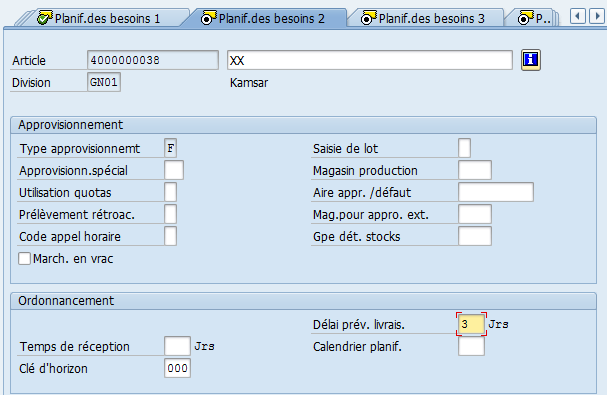 Planif.des besoins 1 Planif.des besoins 2 Planif.des besoins 3 P..
Article 4000000038 XX
Division GN01 Kamsar
Approvisionnement
Type approvisionnemt F Saisie de lot
Approvisionn.spécial Magasin production
Utilisation quotas Aire appr. /défaut
Prélèvement rétroac. Mag.pour appro. ext.
Code appel horaire Gpe dét. stocks
March. en vrac
Ordonnancement
Délai prév. livrais. 3 Jrs
Temps de réception Jrs Calendrier planif.
Clé d'horizon 000